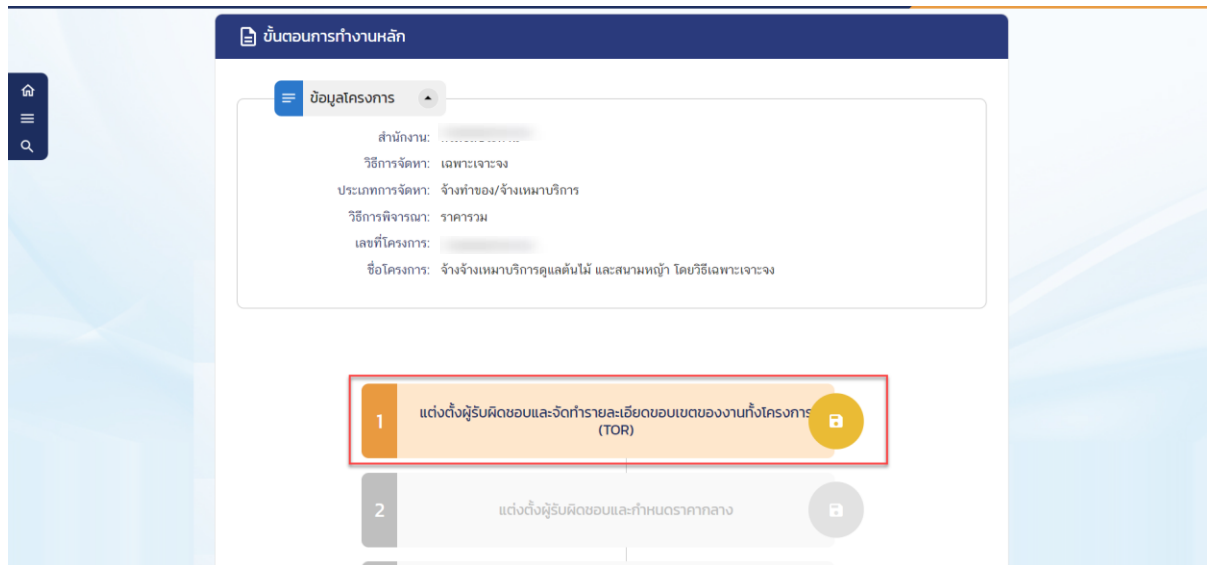 ขั้นตอนการทำงานหลัก
ข้อมูลโครงการ
สำนักงาน:
วิธีการจัดหา: เฉพาะเจาะจง
ประเภทการจัดหา: จ้างทำของ/จ้างเหมาบริการ
วิธีการพิจารณา: ราคารวม
เลขที่โครงการ:
ชื่อโครงการ: จ้างจ้างเหมาบริการดูแลต้นไม้ และสนามหญ้า โดยวิธีเฉพาะเจาะจง
1 แต่งตั้งผู้รับผิดชอบและจัดทำรายละเอียดขอบเขตของงานทั้งโครงการ
(TOR)
2 แต่งตั้งผู้รับผิดชอบและกำหนดราคากลาง